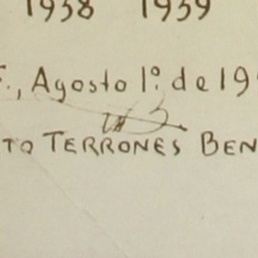 1938 1939
F., Agosto 1º. de 19
TO TERRONES BEN